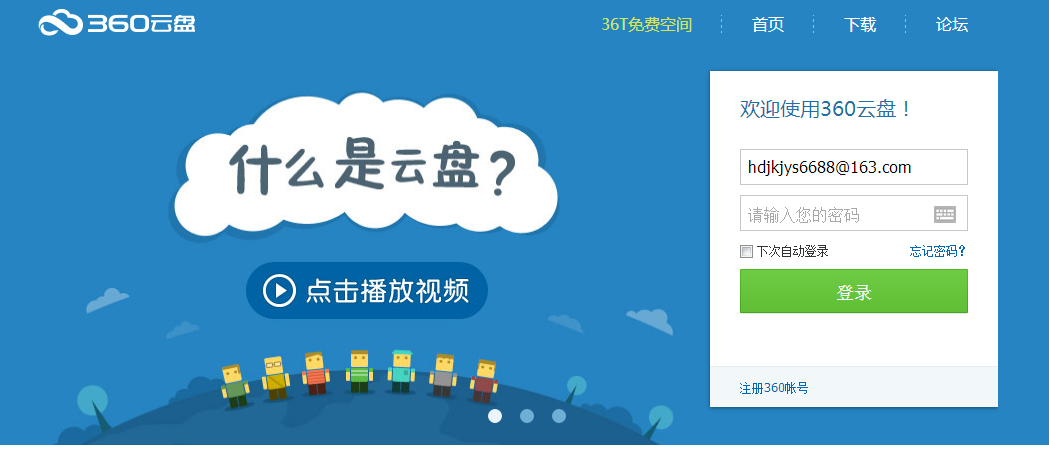 360云盘
36T免费空间
首页
下载
论坛
什么是云盘？
点击播放视频
欢迎使用360云盘！
hdjkjys6688@163.com
请输入您的密码
下次自动登录 忘记密码？
登录
注册360帐号